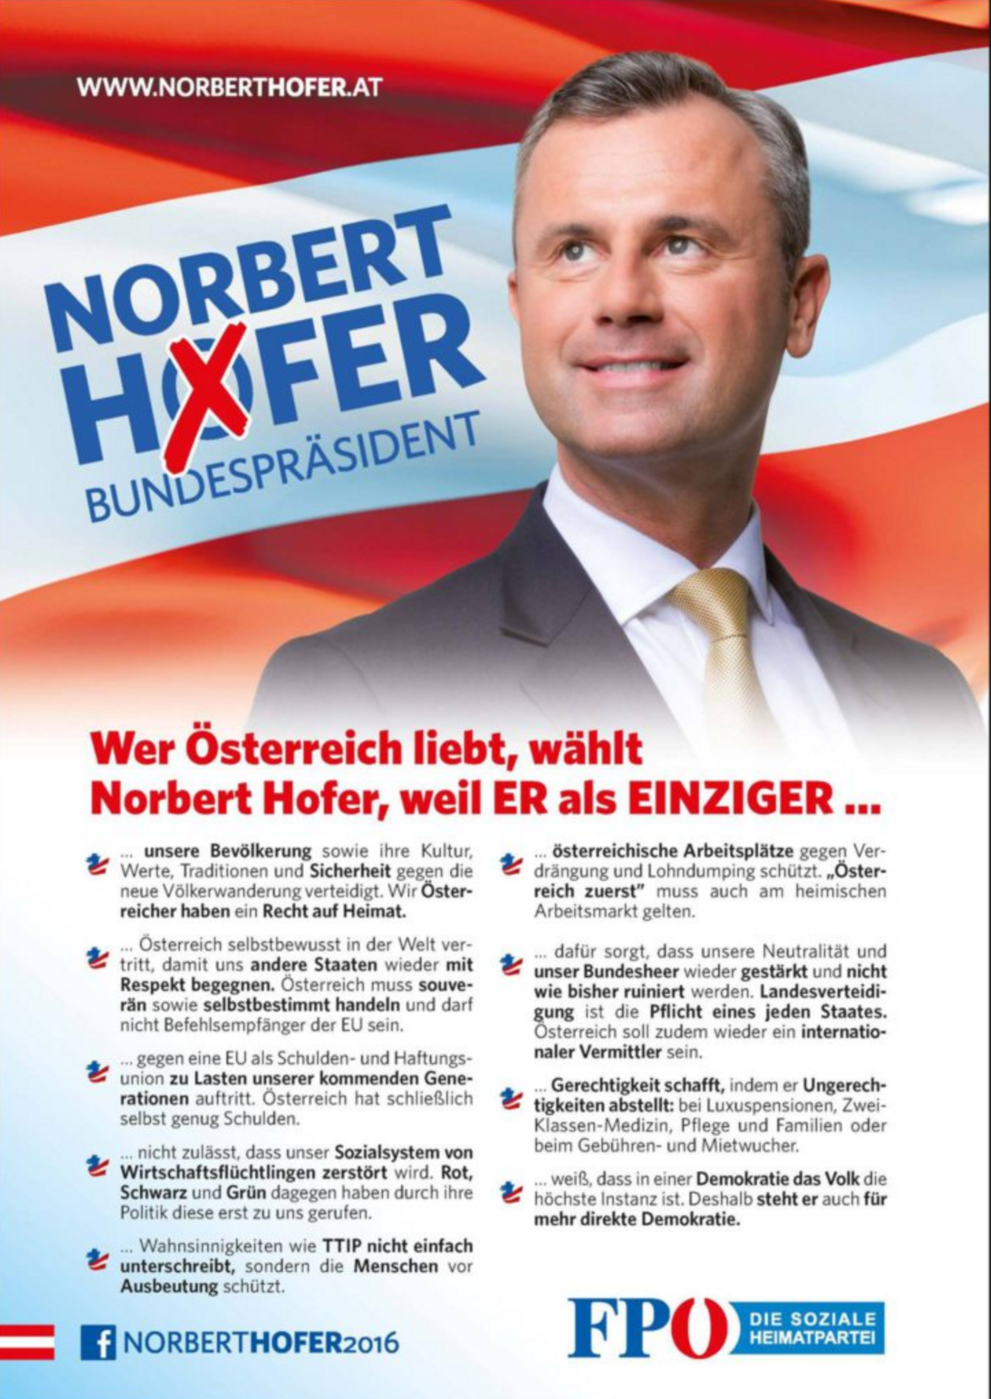 WWW.NORBERTHOFER.AT
NORBERT
HOFER
BUNDESPRÄSIDENT
Wer Österreich liebt, wählt
Norbert Hofer, weil ER als EINZIGER ...
... unsere Bevölkerung sowie ihre Kultur,
Werte, Traditionen und Sicherheit gegen die
neue Völkerwanderung verteidigt. Wir Öster-
reicher haben ein Recht auf Heimat.
... Österreich selbstbewusst in der Welt ver-
tritt, damit uns andere Staaten wieder mit
Respekt begegnen. Österreich muss souve-
rän sowie selbstbestimmt handeln und darf
nicht Befehlsempfänger der EU sein.
... gegen eine EU als Schulden- und Haftungs-
union zu Lasten unserer kommenden Gene-
rationen auftritt. Österreich hat schließlich
selbst genug Schulden.
... nicht zulässt, dass unser Sozialsystem von
Wirtschaftsflüchtlingen zerstört wird. Rot,
Schwarz und Grün dagegen haben durch ihre
Politik diese erst zu uns gerufen.
... Wahnsinnigkeiten wie TTIP nicht einfach
unterschreibt, sondern die Menschen vor
Ausbeutung schützt.
... österreichische Arbeitsplätze gegen Ver-
drängung und Lohndumping schützt. „Öster-
reich zuerst” muss auch am heimischen
Arbeitsmarkt gelten.
... dafür sorgt, dass unsere Neutralität und
unser Bundesheer wieder gestärkt und nicht
wie bisher ruiniert werden. Landesverteidi-
gung ist die Pflicht eines jeden Staates.
Österreich soll zudem wieder ein internatio-
naler Vermittler sein.
... Gerechtigkeit schafft, indem er Ungerech-
tigkeiten abstellt: bei Luxuspensionen, Zwei-
Klassen-Medizin, Pflege und Familien oder
beim Gebühren- und Mietwucher.
... weiß, dass in einer Demokratie das Volk die
höchste Instanz ist. Deshalb steht er auch für
mehr direkte Demokratie.
f NORBERTHOFER2016
FPÖ DIE SOZIALE
HEIMATPARTEI